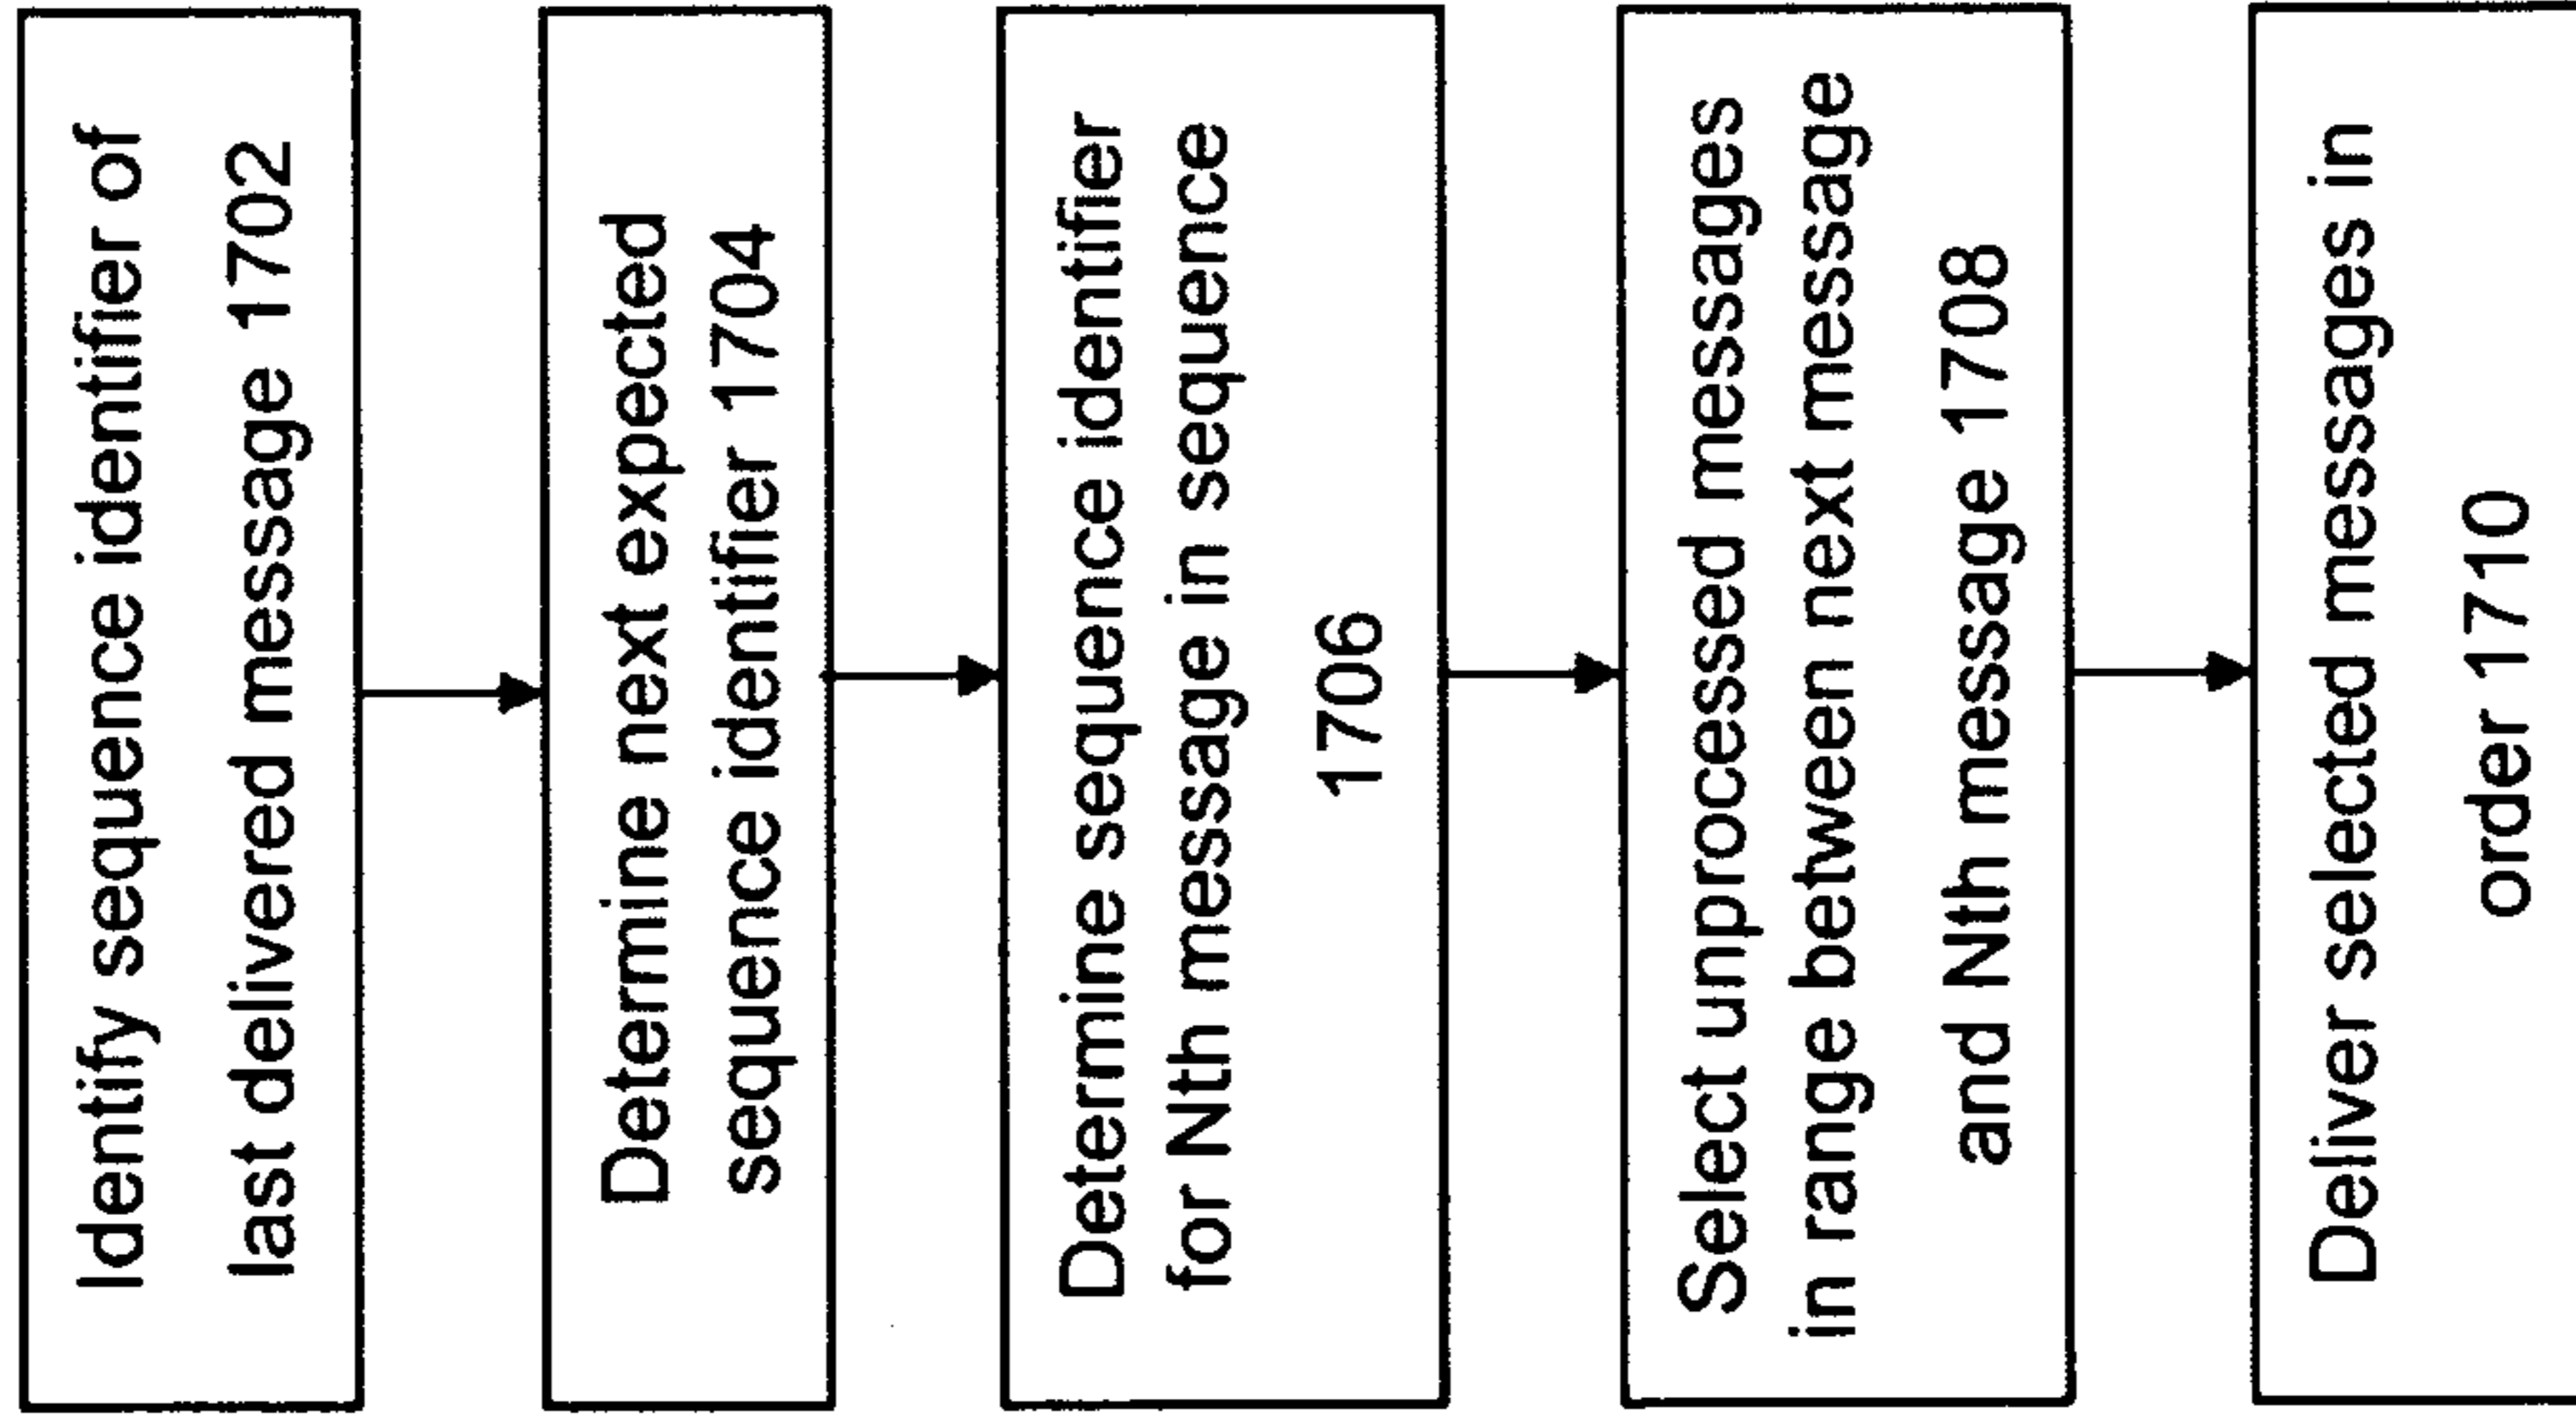 Identify sequence identifier of
last delivered message 1702
Determine next expected
sequence identifier 1704
Determine sequence identifier
for Nth message in sequence
1706
Select unprocessed messages
in range between next message
and Nth message 1708
Deliver selected messages in
order 1710